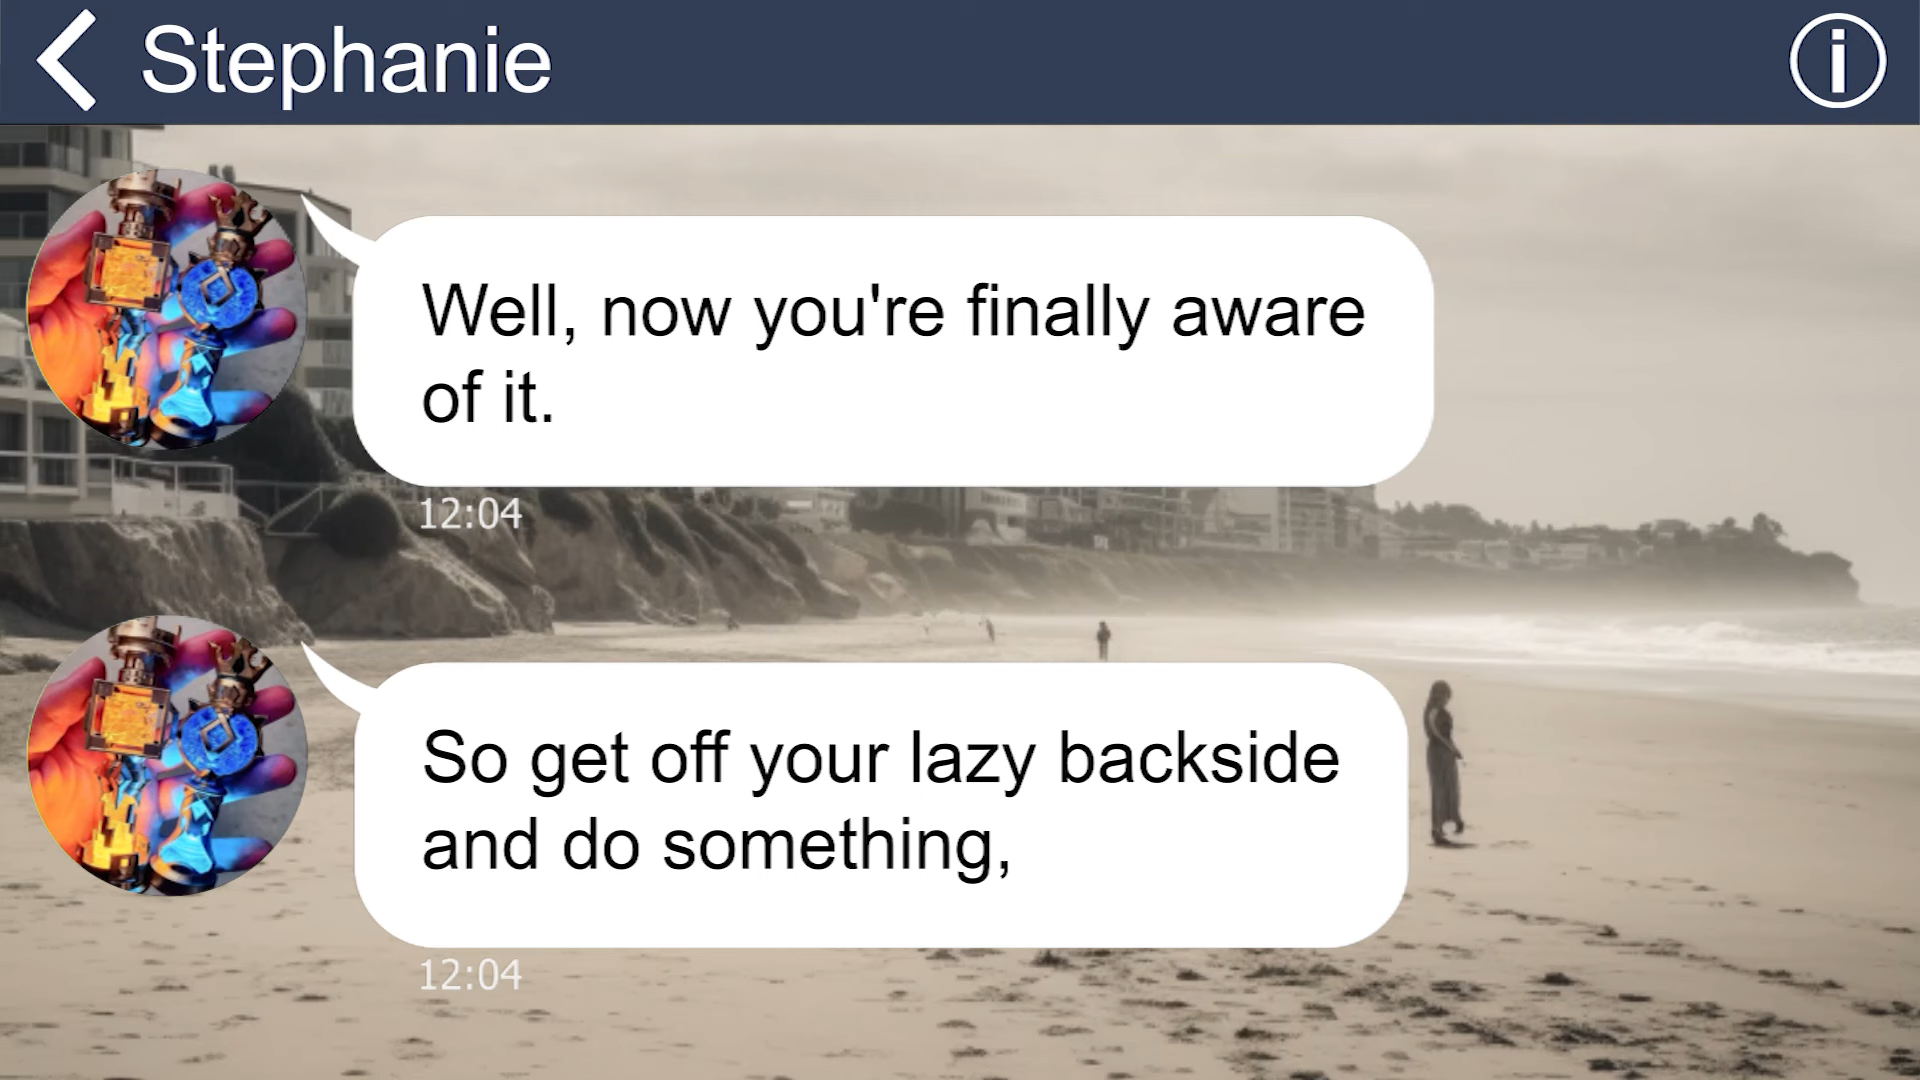 Stephanie
Well, now you're finally aware
of it.
12:04
So get off your lazy backside
and do something,
12:04